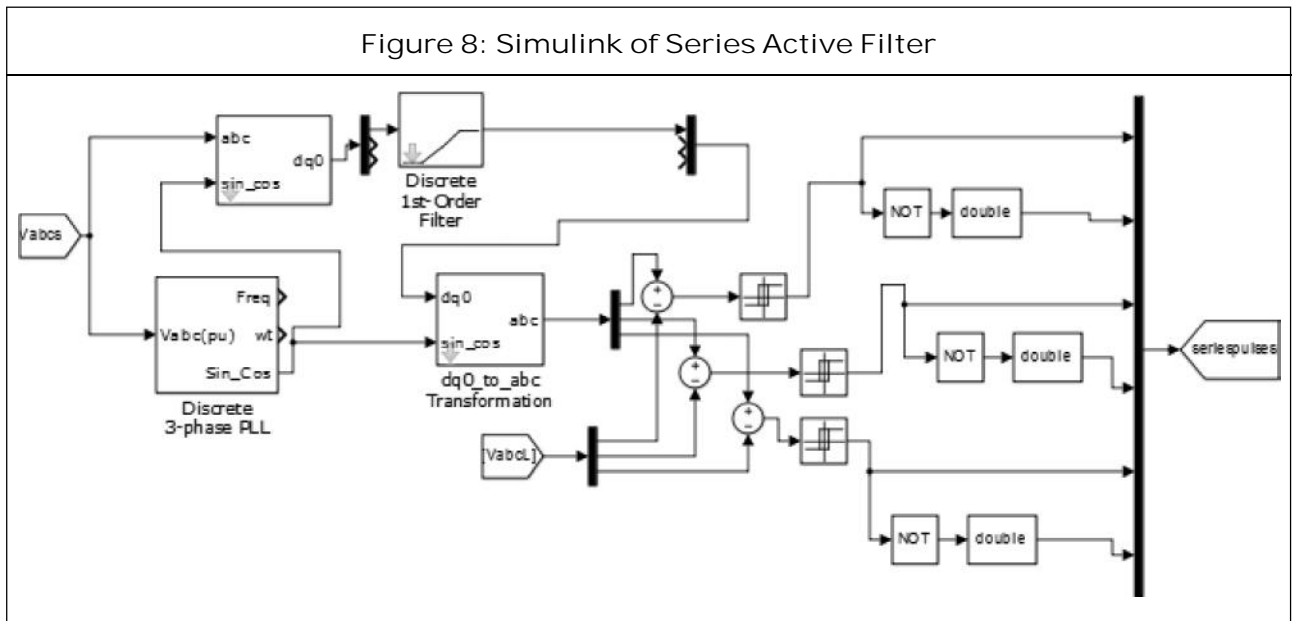 Figure 8: Simulink of Series Active Filter
abc
dq0
sin_cos
Discrete
1st-Order
Filter
NOT
double
Vabcs
Freq
Vabc(pu)
wt
Sin_Cos
Discrete
3-phase PLL
dq0
abc
sin_cos
dq0_to_abc
Transformation
+
−
+
−
+
−
NOT
double
seriespulses
[VabcL]
NOT
double